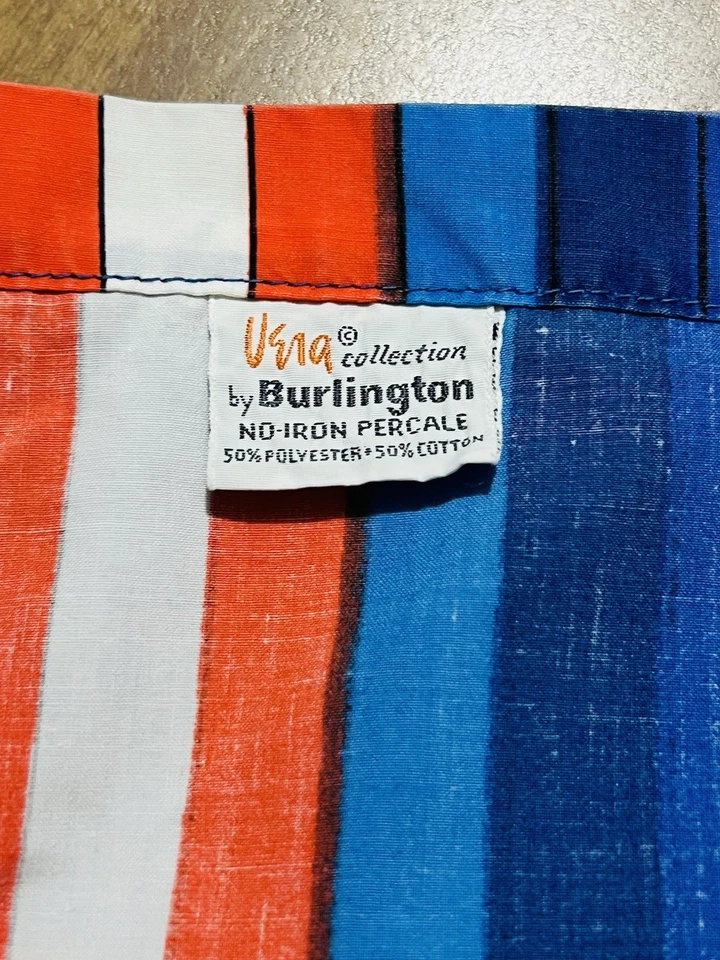 Vera © collection
by Burlington
NO-IRON PERCALE
50% POLYESTER•50% COTTON